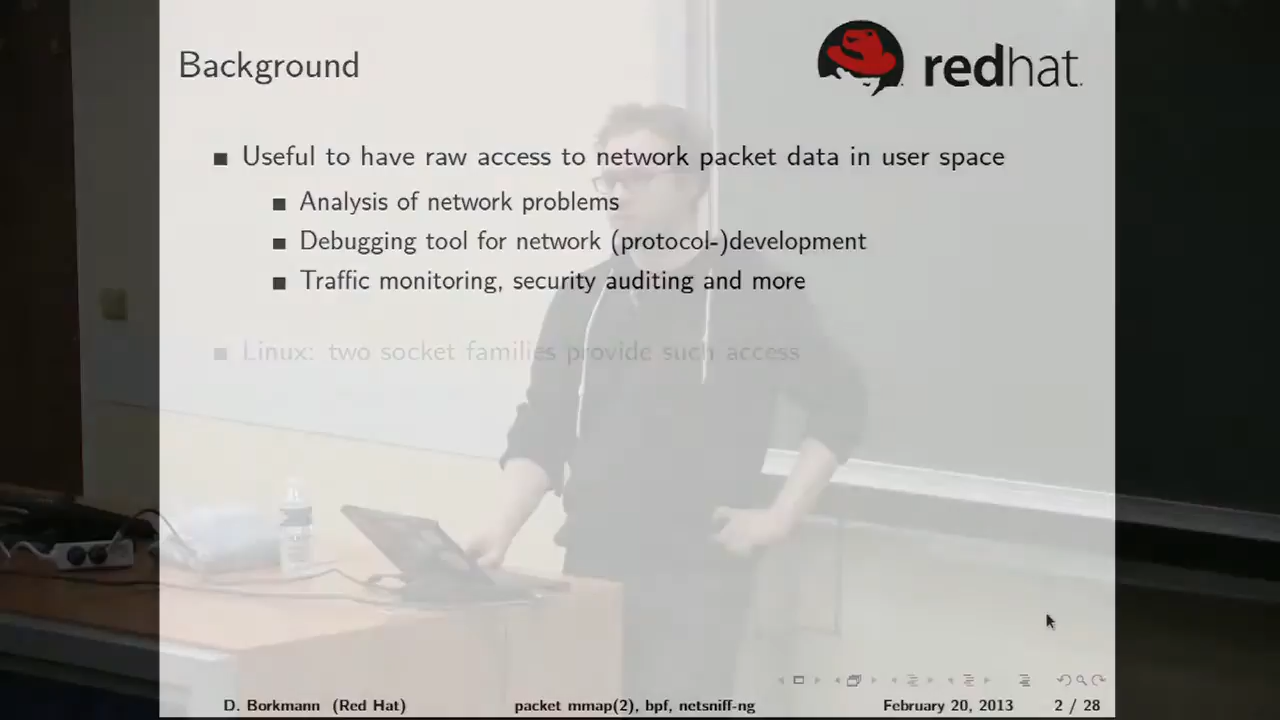 Background
redhat.
Useful to have raw access to network packet data in user space
Analysis of network problems
Debugging tool for network (protocol-)development
Traffic monitoring, security auditing and more
Linux: two socket families provide such access
D. Borkmann (Red Hat) packet mmap(2), bpf, netsniff-ng February 20, 2013 2 / 28